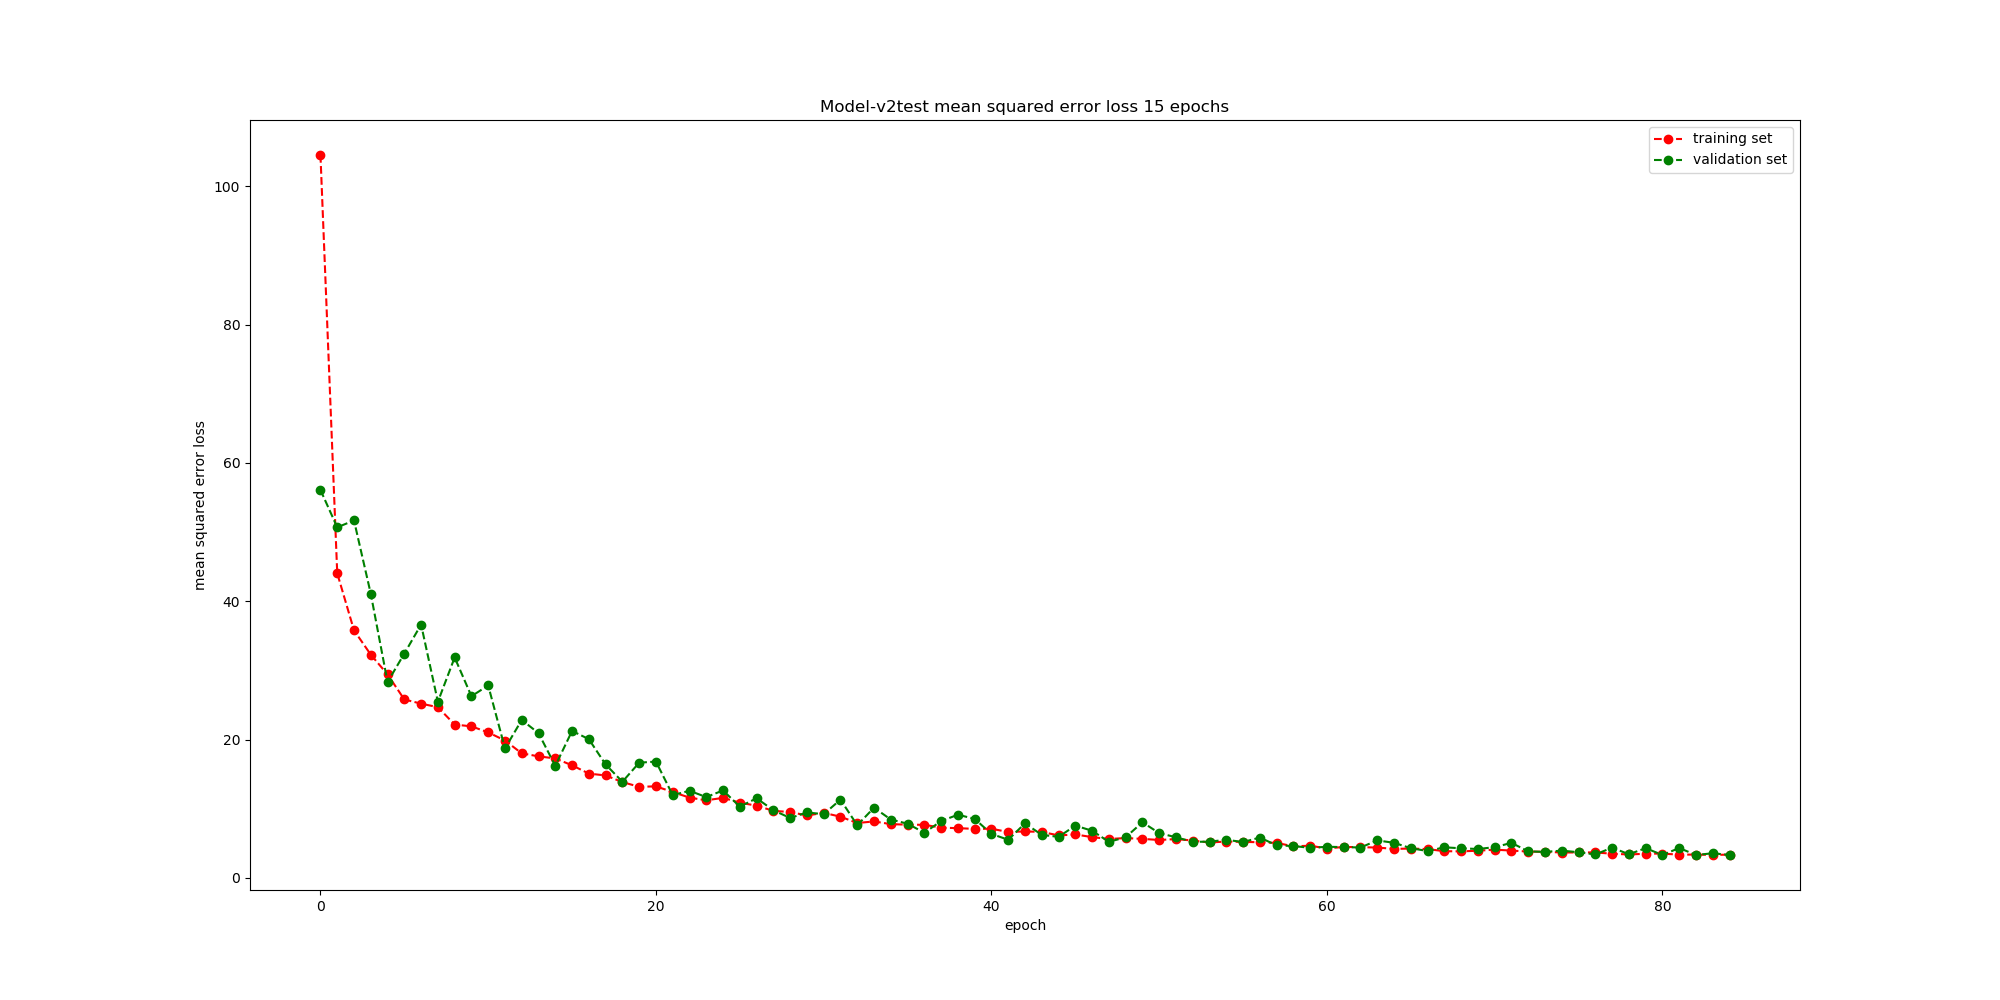 Model-v2test mean squared error loss 15 epochs
training set
validation set
mean squared error loss
100
80
60
40
20
0
0 20 40 60 80
epoch